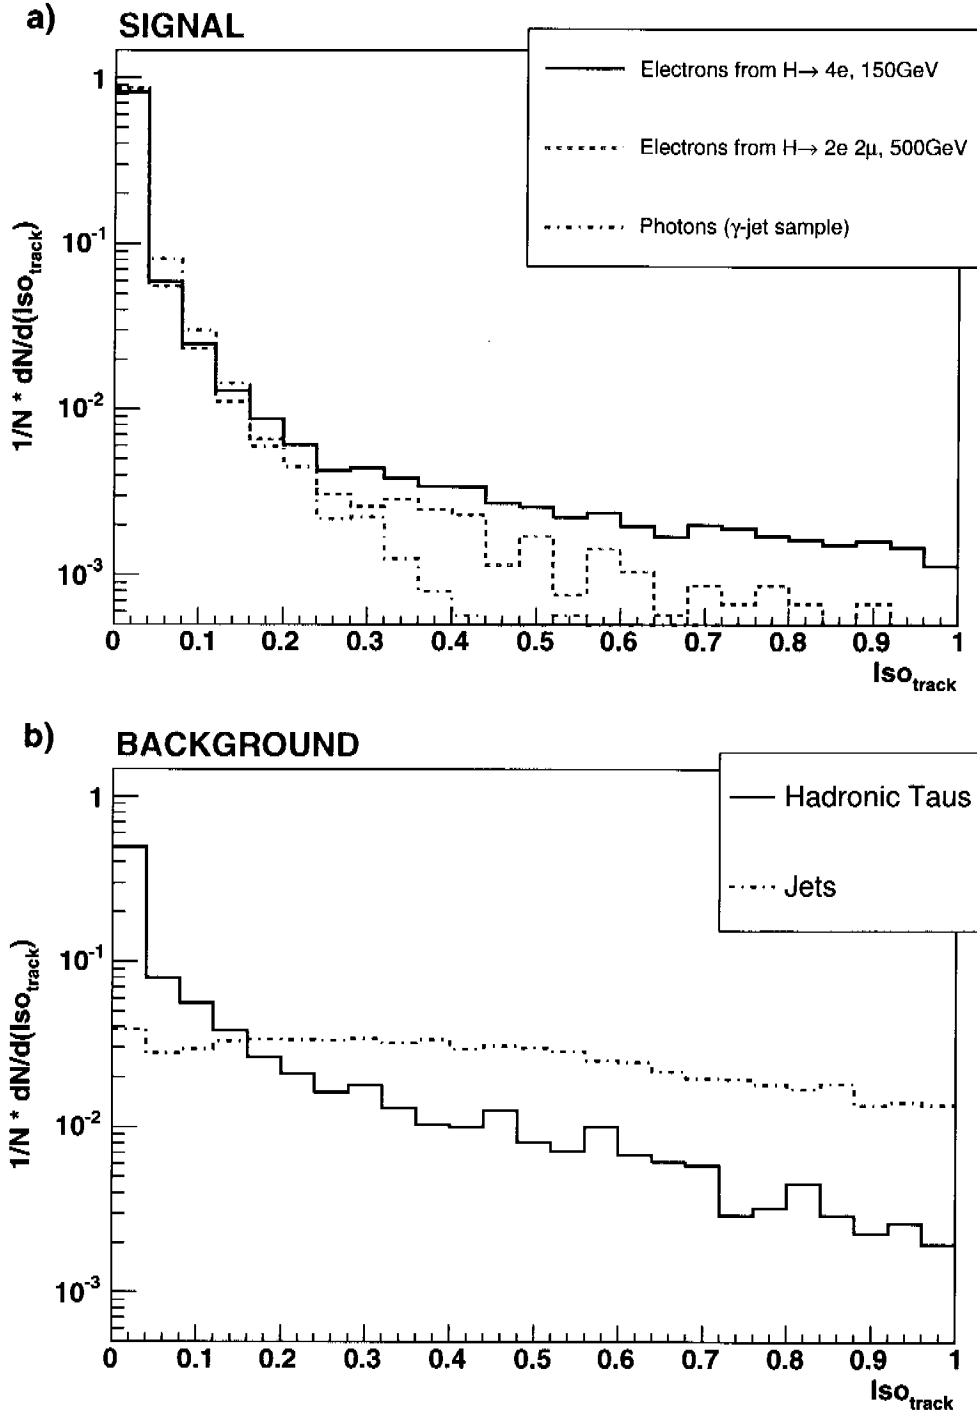 a) SIGNAL
Electrons from H→ 4e, 150GeV
Electrons from H→ 2e 2μ, 500GeV
Photons (γ-jet sample)
1/N * dN/d(Iso_track)
1
10^-1
10^-2
10^-3
0 0.1 0.2 0.3 0.4 0.5 0.6 0.7 0.8 0.9 1
Iso_track
b) BACKGROUND
Hadronic Taus
Jets
1/N * dN/d(Iso_track)
1
10^-1
10^-2
10^-3
0 0.1 0.2 0.3 0.4 0.5 0.6 0.7 0.8 0.9 1
Iso_track